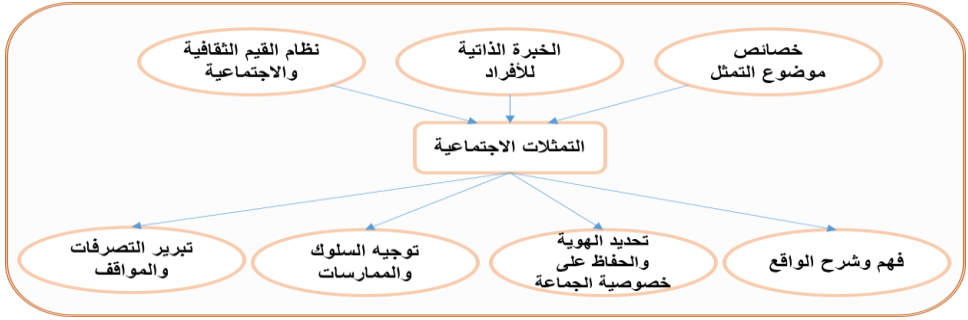 خصائص
موضوع التمثل
الخبرة الذاتية
للأفراد
نظام القيم الثقافية
والاجتماعية
التمثلات الاجتماعية
فهم وشرح الواقع
تحديد الهوية
والحفاظ على
خصوصية الجماعة
توجيه السلوك
والممارسات
تبرير التصرفات
والمواقف